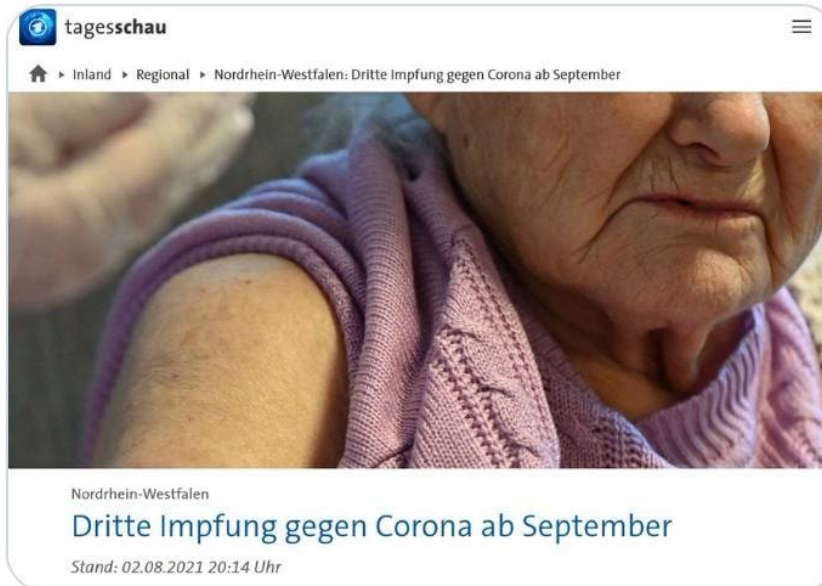 tagesschau
Inland ▸ Regional ▸ Nordrhein-Westfalen: Dritte Impfung gegen Corona ab September
Nordrhein-Westfalen
Dritte Impfung gegen Corona ab September
Stand: 02.08.2021 20:14 Uhr